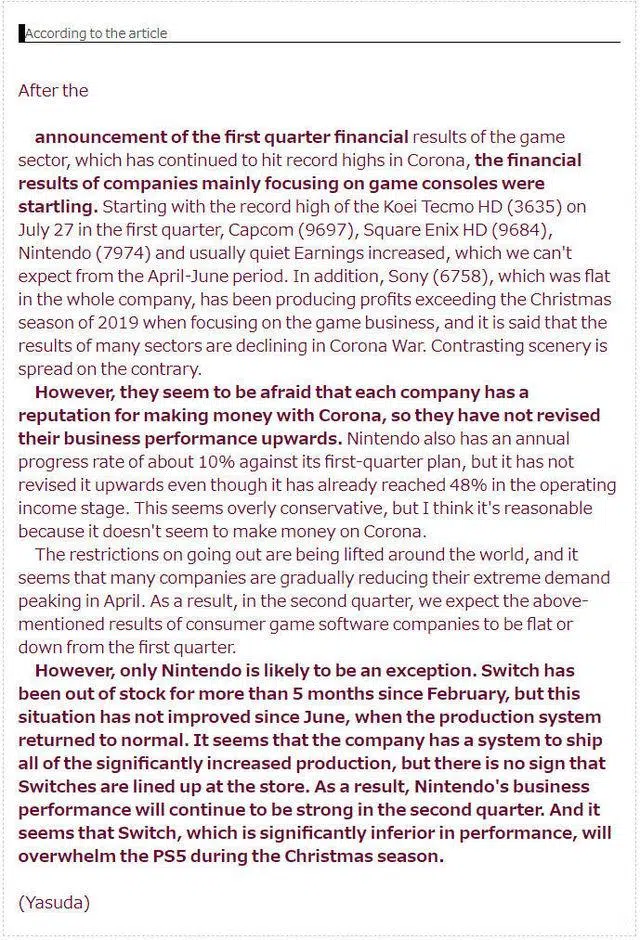 According to the article
After the
announcement of the first quarter financial results of the game
sector, which has continued to hit record highs in Corona, the financial
results of companies mainly focusing on game consoles were
startling. Starting with the record high of the Koei Tecmo HD (3635) on
July 27 in the first quarter, Capcom (9697), Square Enix HD (9684),
Nintendo (7974) and usually quiet Earnings increased, which we can't
expect from the April-June period. In addition, Sony (6758), which was flat
in the whole company, has been producing profits exceeding the Christmas
season of 2019 when focusing on the game business, and it is said that the
results of many sectors are declining in Corona War. Contrasting scenery is
spread on the contrary.
However, they seem to be afraid that each company has a
reputation for making money with Corona, so they have not revised
their business performance upwards. Nintendo also has an annual
progress rate of about 10% against its first-quarter plan, but it has not
revised it upwards even though it has already reached 48% in the operating
income stage. This seems overly conservative, but I think it's reasonable
because it doesn't seem to make money on Corona.
The restrictions on going out are being lifted around the world, and it
seems that many companies are gradually reducing their extreme demand
peaking in April. As a result, in the second quarter, we expect the above-
mentioned results of consumer game software companies to be flat or
down from the first quarter.
However, only Nintendo is likely to be an exception. Switch has
been out of stock for more than 5 months since February, but this
situation has not improved since June, when the production system
returned to normal. It seems that the company has a system to ship
all of the significantly increased production, but there is no sign that
Switches are lined up at the store. As a result, Nintendo's business
performance will continue to be strong in the second quarter. And it
seems that Switch, which is significantly inferior in performance, will
overwhelm the PS5 during the Christmas season.
(Yasuda)